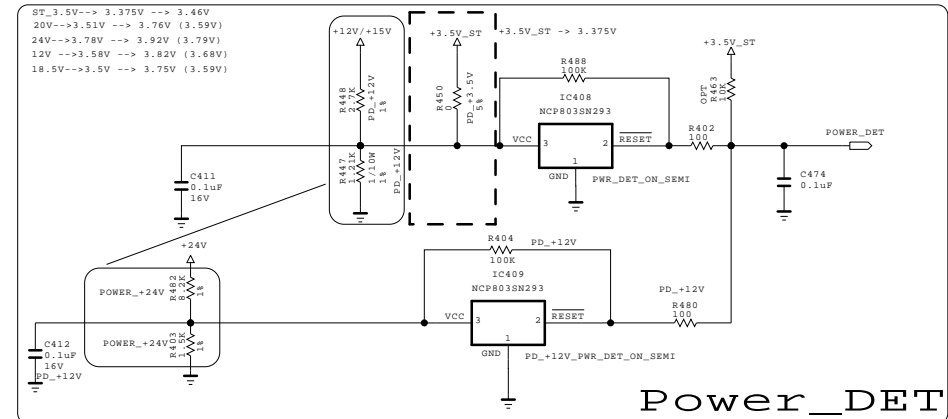 ST_3.5V--> 3.375V --> 3.46V
20V-->3.51V --> 3.76V (3.59V)
24V-->3.78V --> 3.92V (3.79V)
12V -->3.58V --> 3.82V (3.68V)
18.5V-->3.5V --> 3.75V (3.59V)
+12V/+15V
+3.5V_ST
+3.5V_ST -> 3.375V
R448
2.7K
PD_+12V
1%
R450
0
PD_+3.5V
5%
R488
100K
IC408
NCP803SN293
VCC
3
2
RESET
1
GND
PWR_DET_ON_SEMI
+3.5V_ST
OPT
R463
10K
R402
100
POWER_DET
C474
0.1uF
R447
1.21K
1/10W
1%
PD_+12V
C411
0.1uF
16V
+24V
POWER_+24V
R482
8.2K
1%
POWER_+24V
R403
1.5K
1%
C412
0.1uF
16V
PD_+12V
R404
100K
PD_+12V
IC409
NCP803SN293
VCC
3
2
RESET
1
GND
PD_+12V_PWR_DET_ON_SEMI
PD_+12V
R480
100
Power_DET